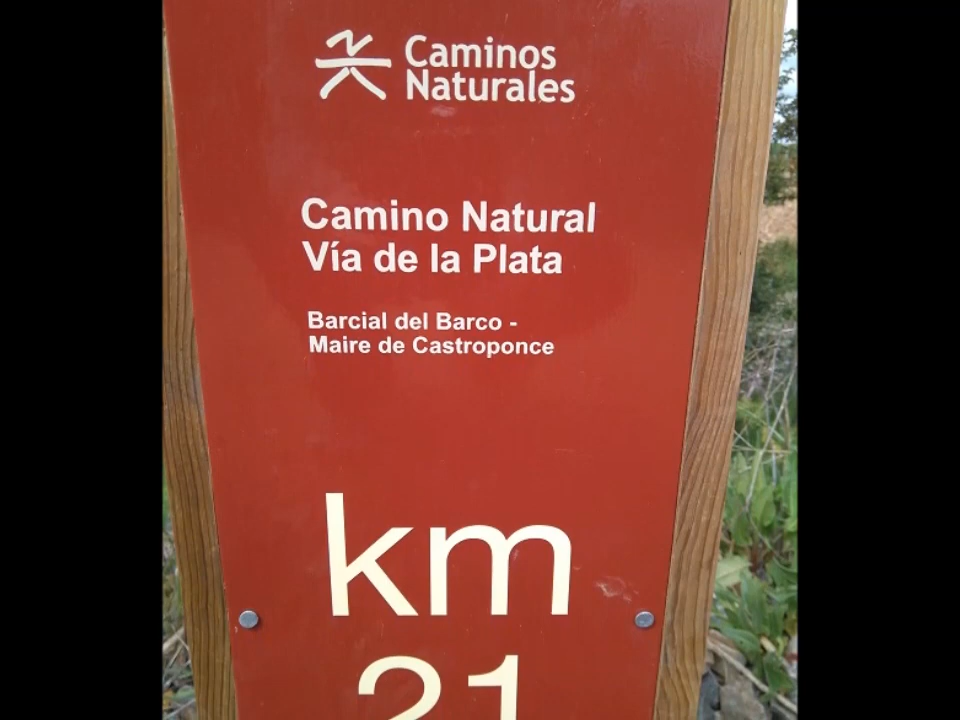 Caminos
Naturales
Camino Natural
Vía de la Plata
Barcial del Barco -
Maire de Castroponce
km
21